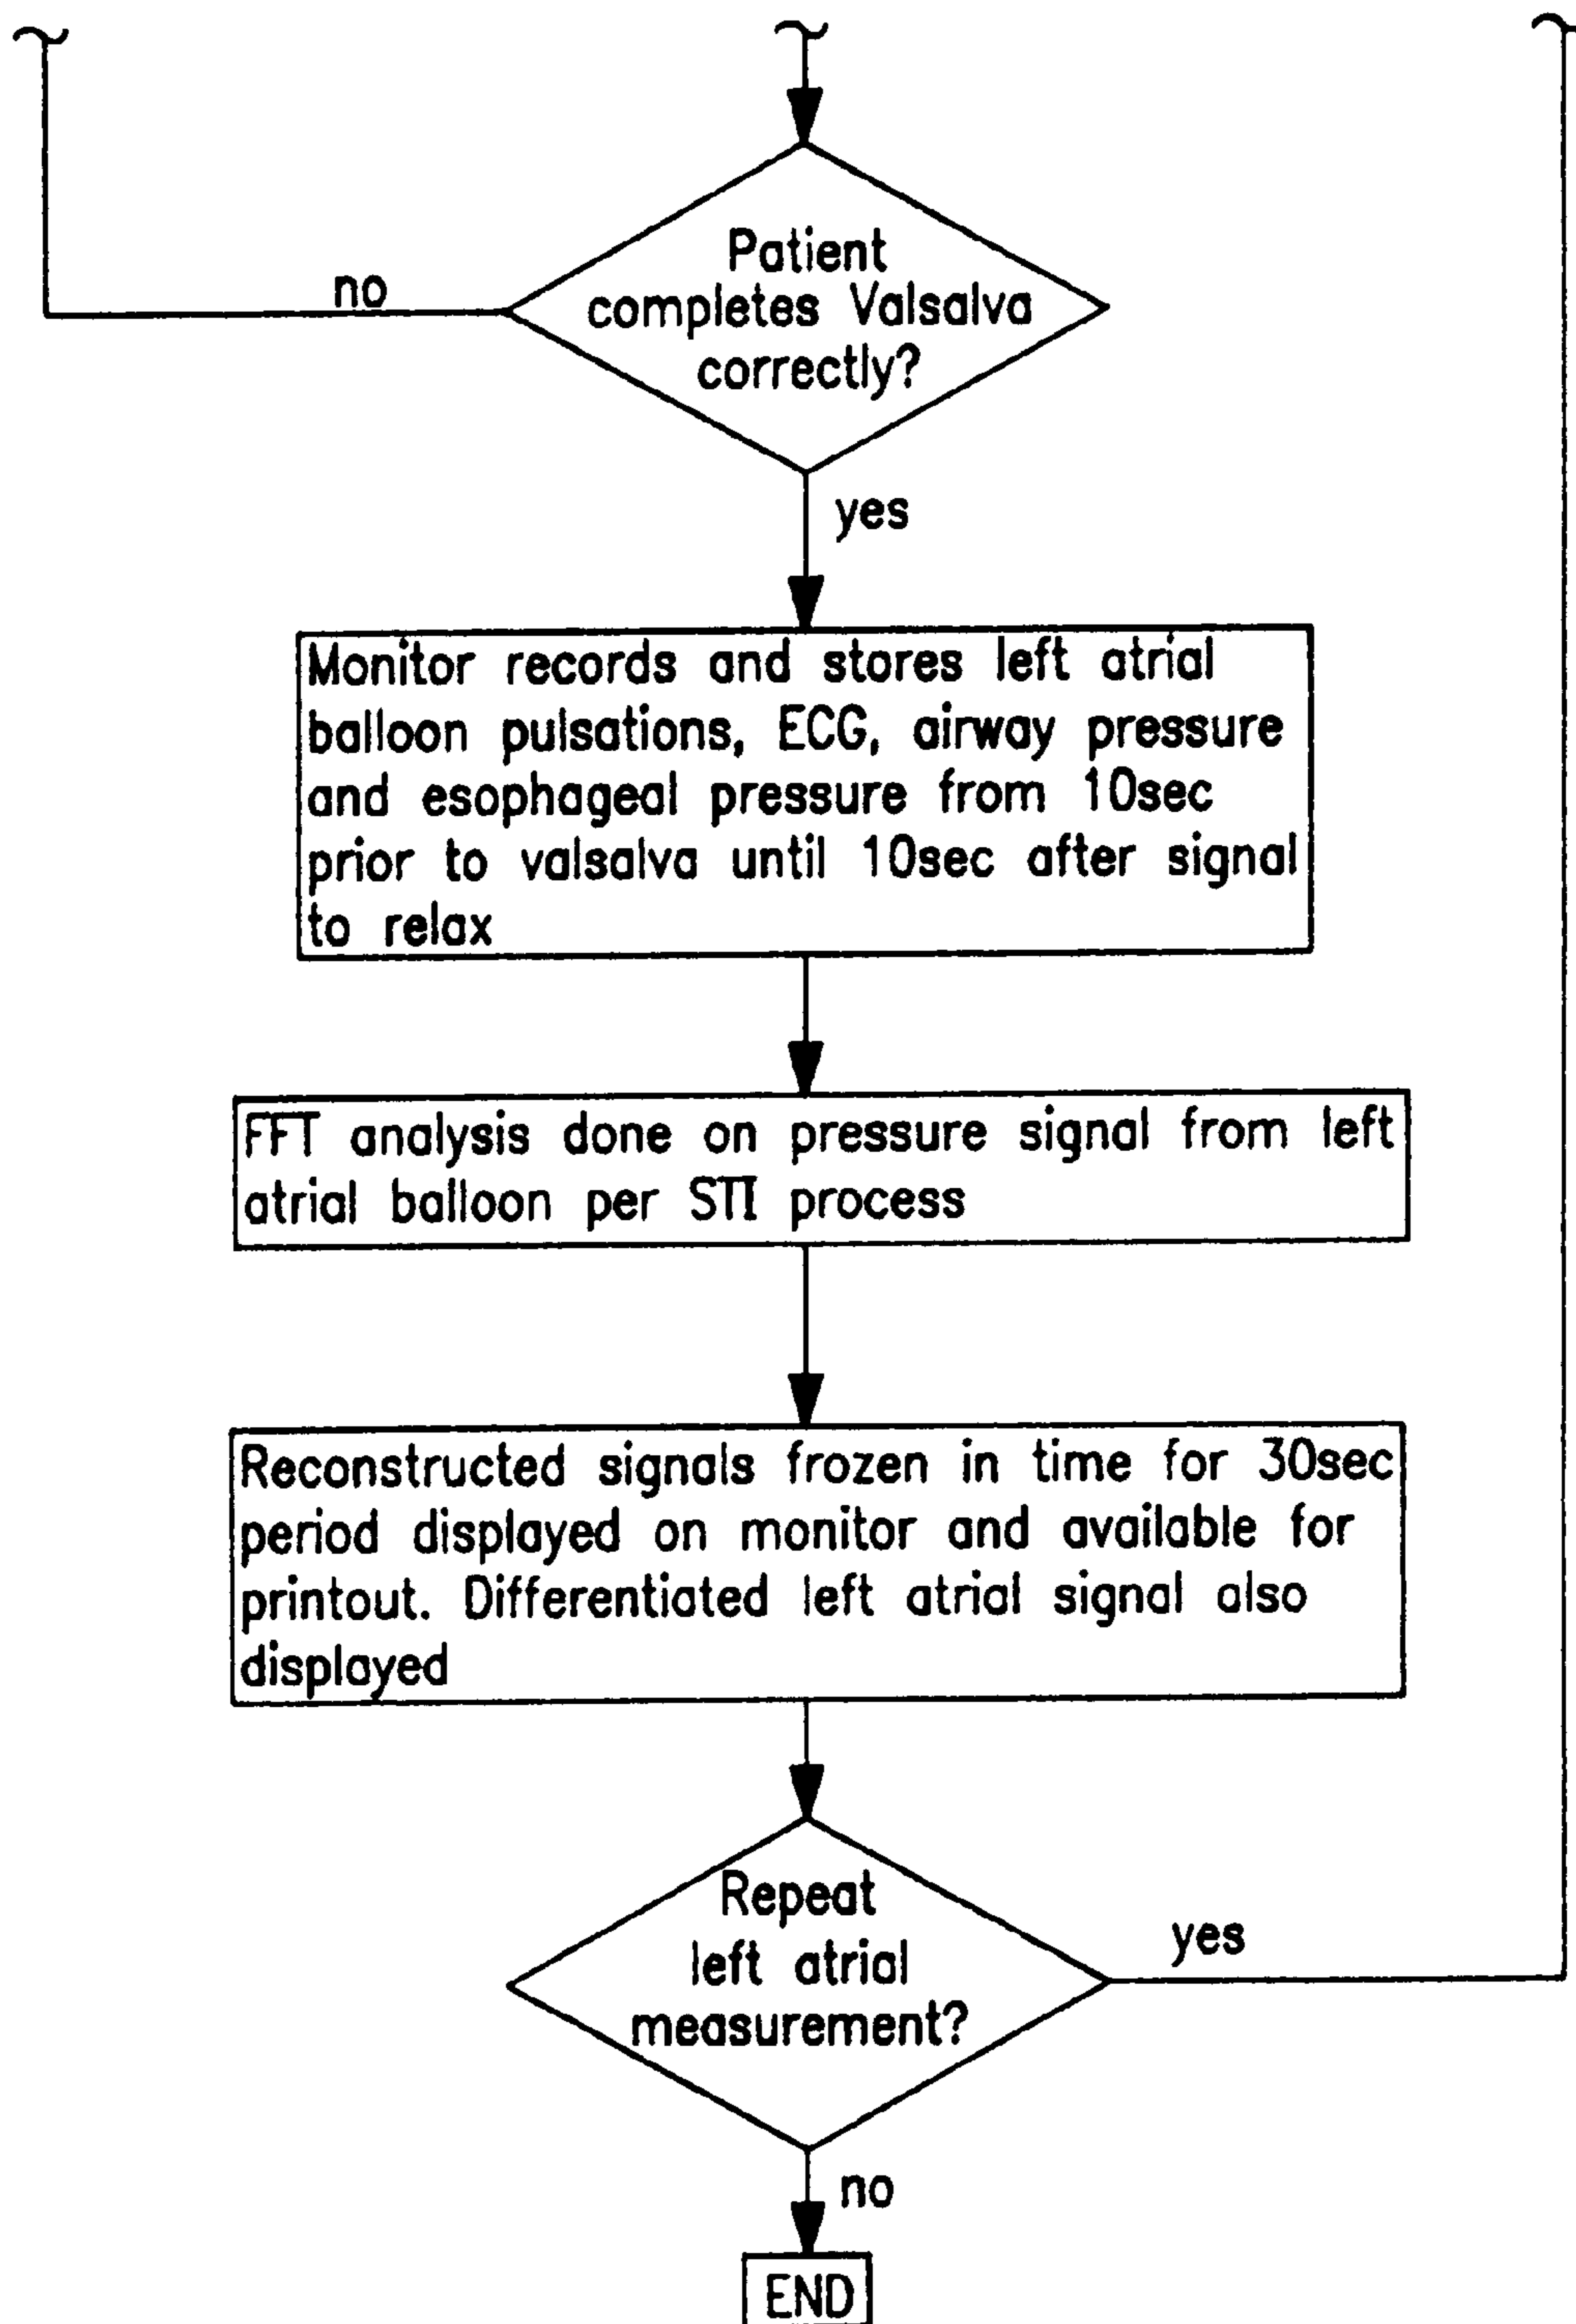 Patient
completes Valsalva
correctly?
no
yes
Monitor records and stores left atrial
balloon pulsations, ECG, airway pressure
and esophageal pressure from 10sec
prior to valsalva until 10sec after signal
to relax
FFT analysis done on pressure signal from left
atrial balloon per STI process
Reconstructed signals frozen in time for 30sec
period displayed on monitor and available for
printout. Differentiated left atrial signal also
displayed
Repeat
left atrial
measurement?
yes
no
END